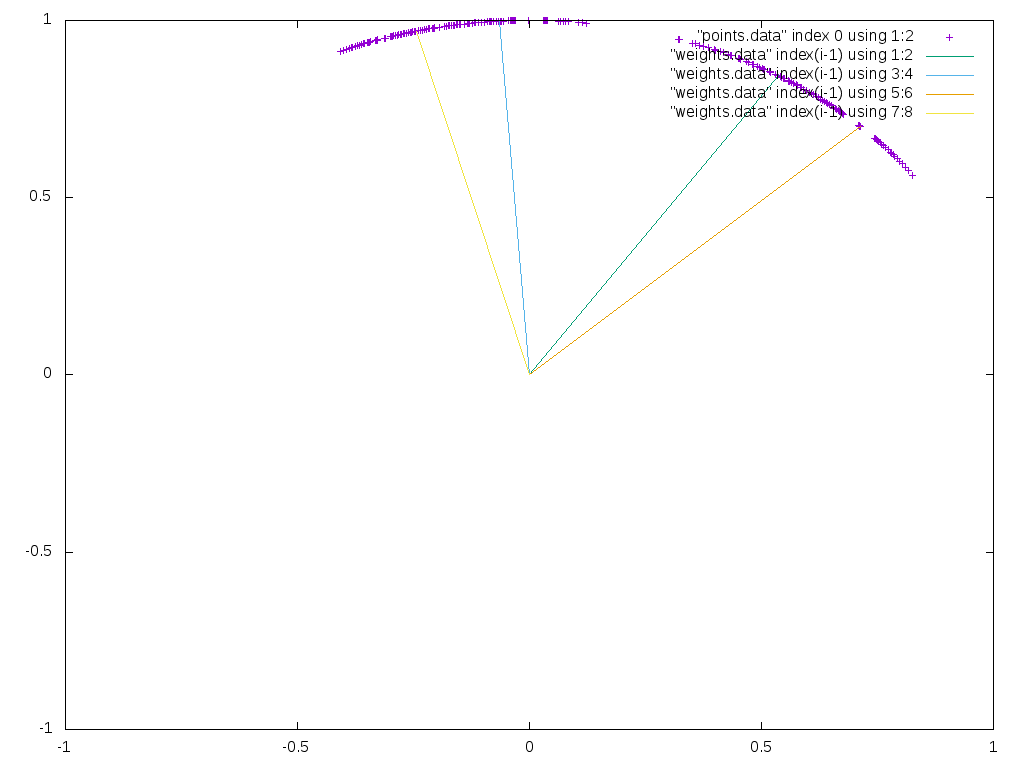 1
0.5
0
-0.5
-1
-1
-0.5
0
0.5
1
"points.data" index 0 using 1:2
"weights.data" index(i-1) using 1:2
"weights.data" index(i-1) using 3:4
"weights.data" index(i-1) using 5:6
"weights.data" index(i-1) using 7:8